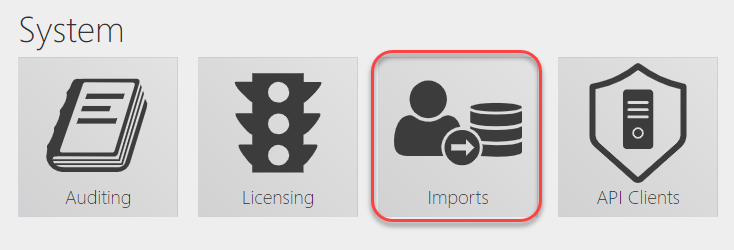 System
Auditing
Licensing
Imports
API Clients